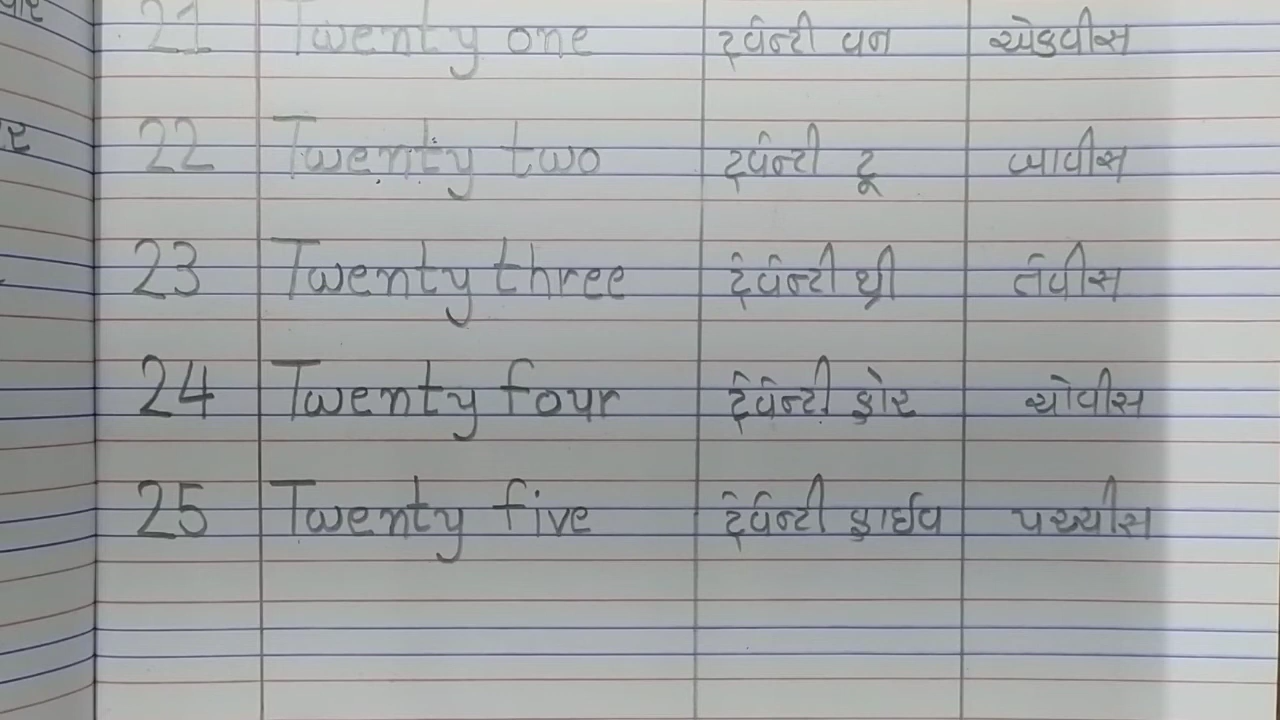 21 Twenty one ટ્વેન્ટી વન એકવીસ
22 Twenty two ટ્વેન્ટી ટૂ બાવીસ
23 Twenty three ટ્વેન્ટી થ્રી તેવીસ
24 Twenty four ટ્વેન્ટી ફોર ચોવીસ
25 Twenty five ટ્વેન્ટી ફાઈવ પચ્ચીસ